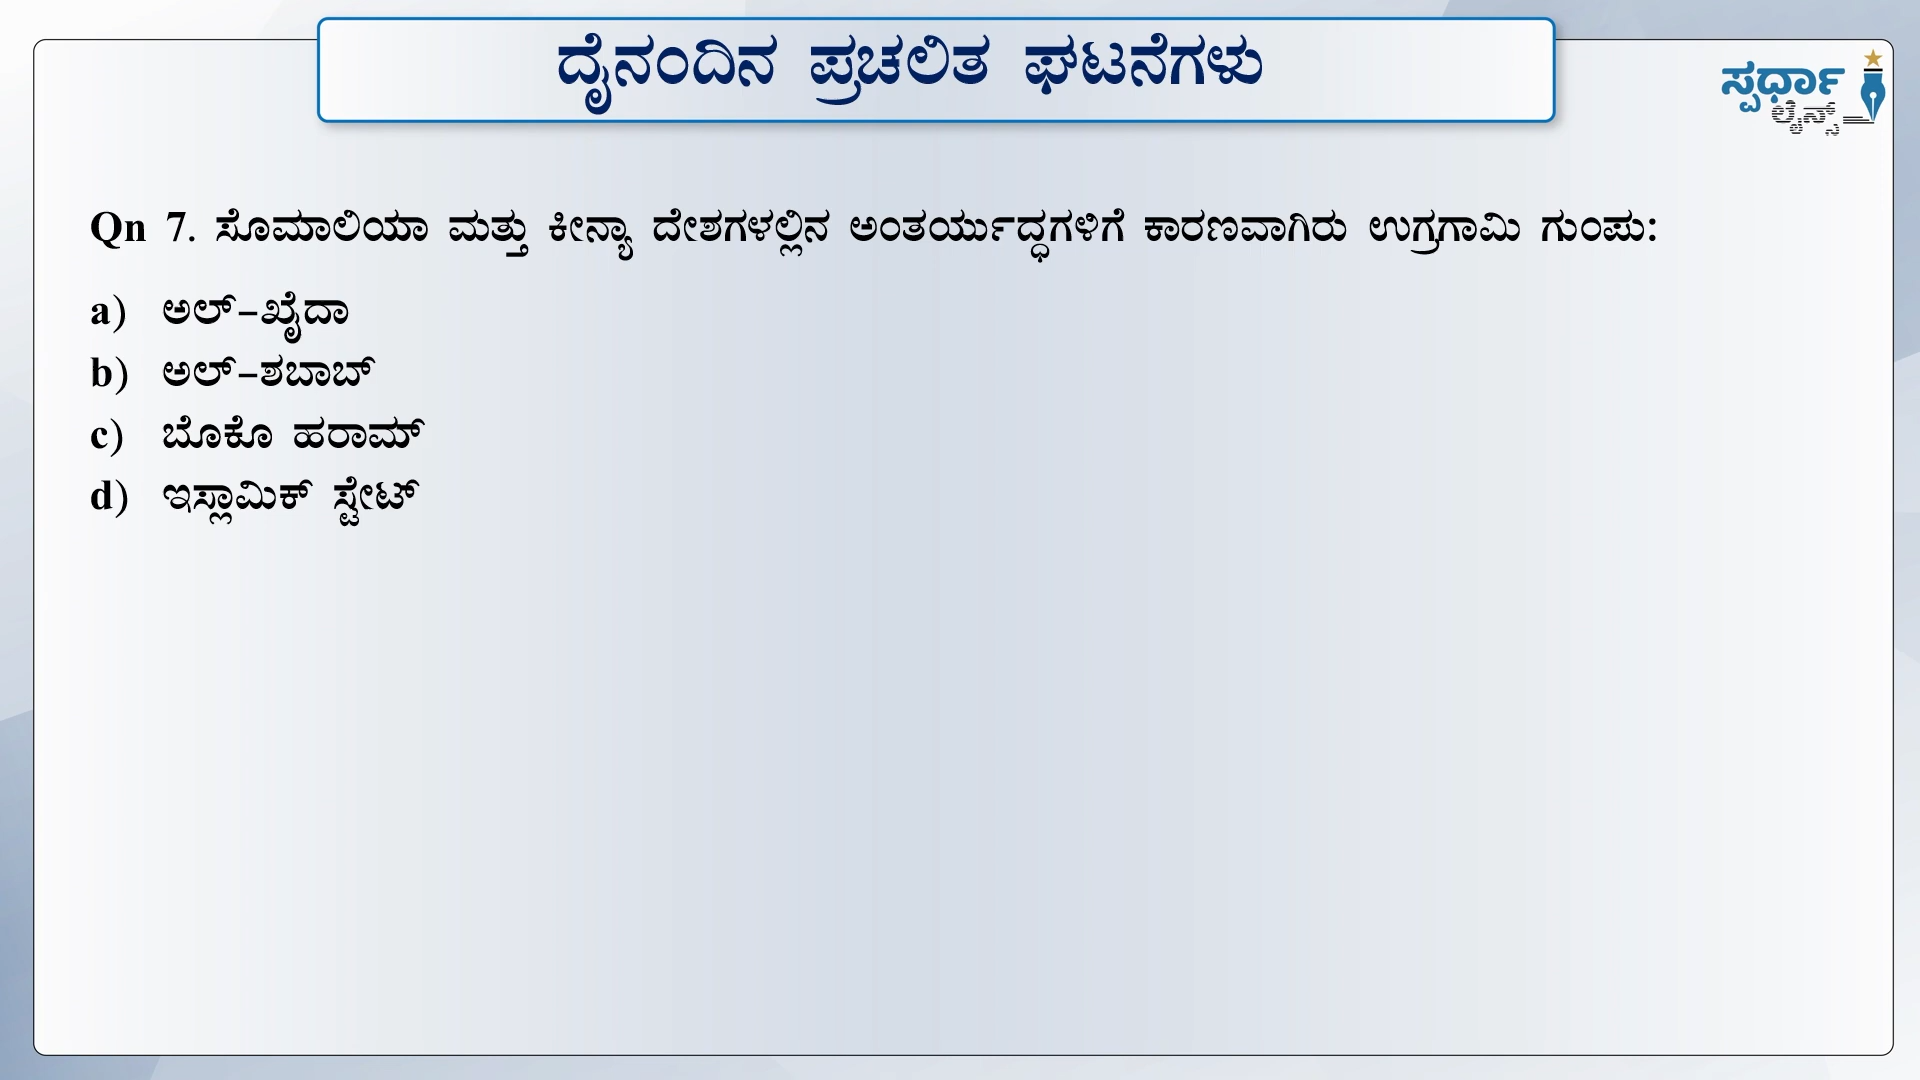 ದೈನಂದಿನ ಪ್ರಚಲಿತ ಘಟನೆಗಳು
ಸ್ಪರ್ಧಾ
ಲೈನ್ಸ್
Qn 7. ಸೊಮಾಲಿಯಾ ಮತ್ತು ಕೀನ್ಯಾ ದೇಶಗಳಲ್ಲಿನ ಅಂತರ್ಯುದ್ಧಗಳಿಗೆ ಕಾರಣವಾಗಿರು ಉಗ್ರಗಾಮಿ ಗುಂಪು:
a) ಅಲ್-ಖೈದಾ
b) ಅಲ್-ಶಬಾಬ್
c) ಬೊಕೊ ಹರಾಮ್
d) ಇಸ್ಲಾಮಿಕ್ ಸ್ಟೇಟ್